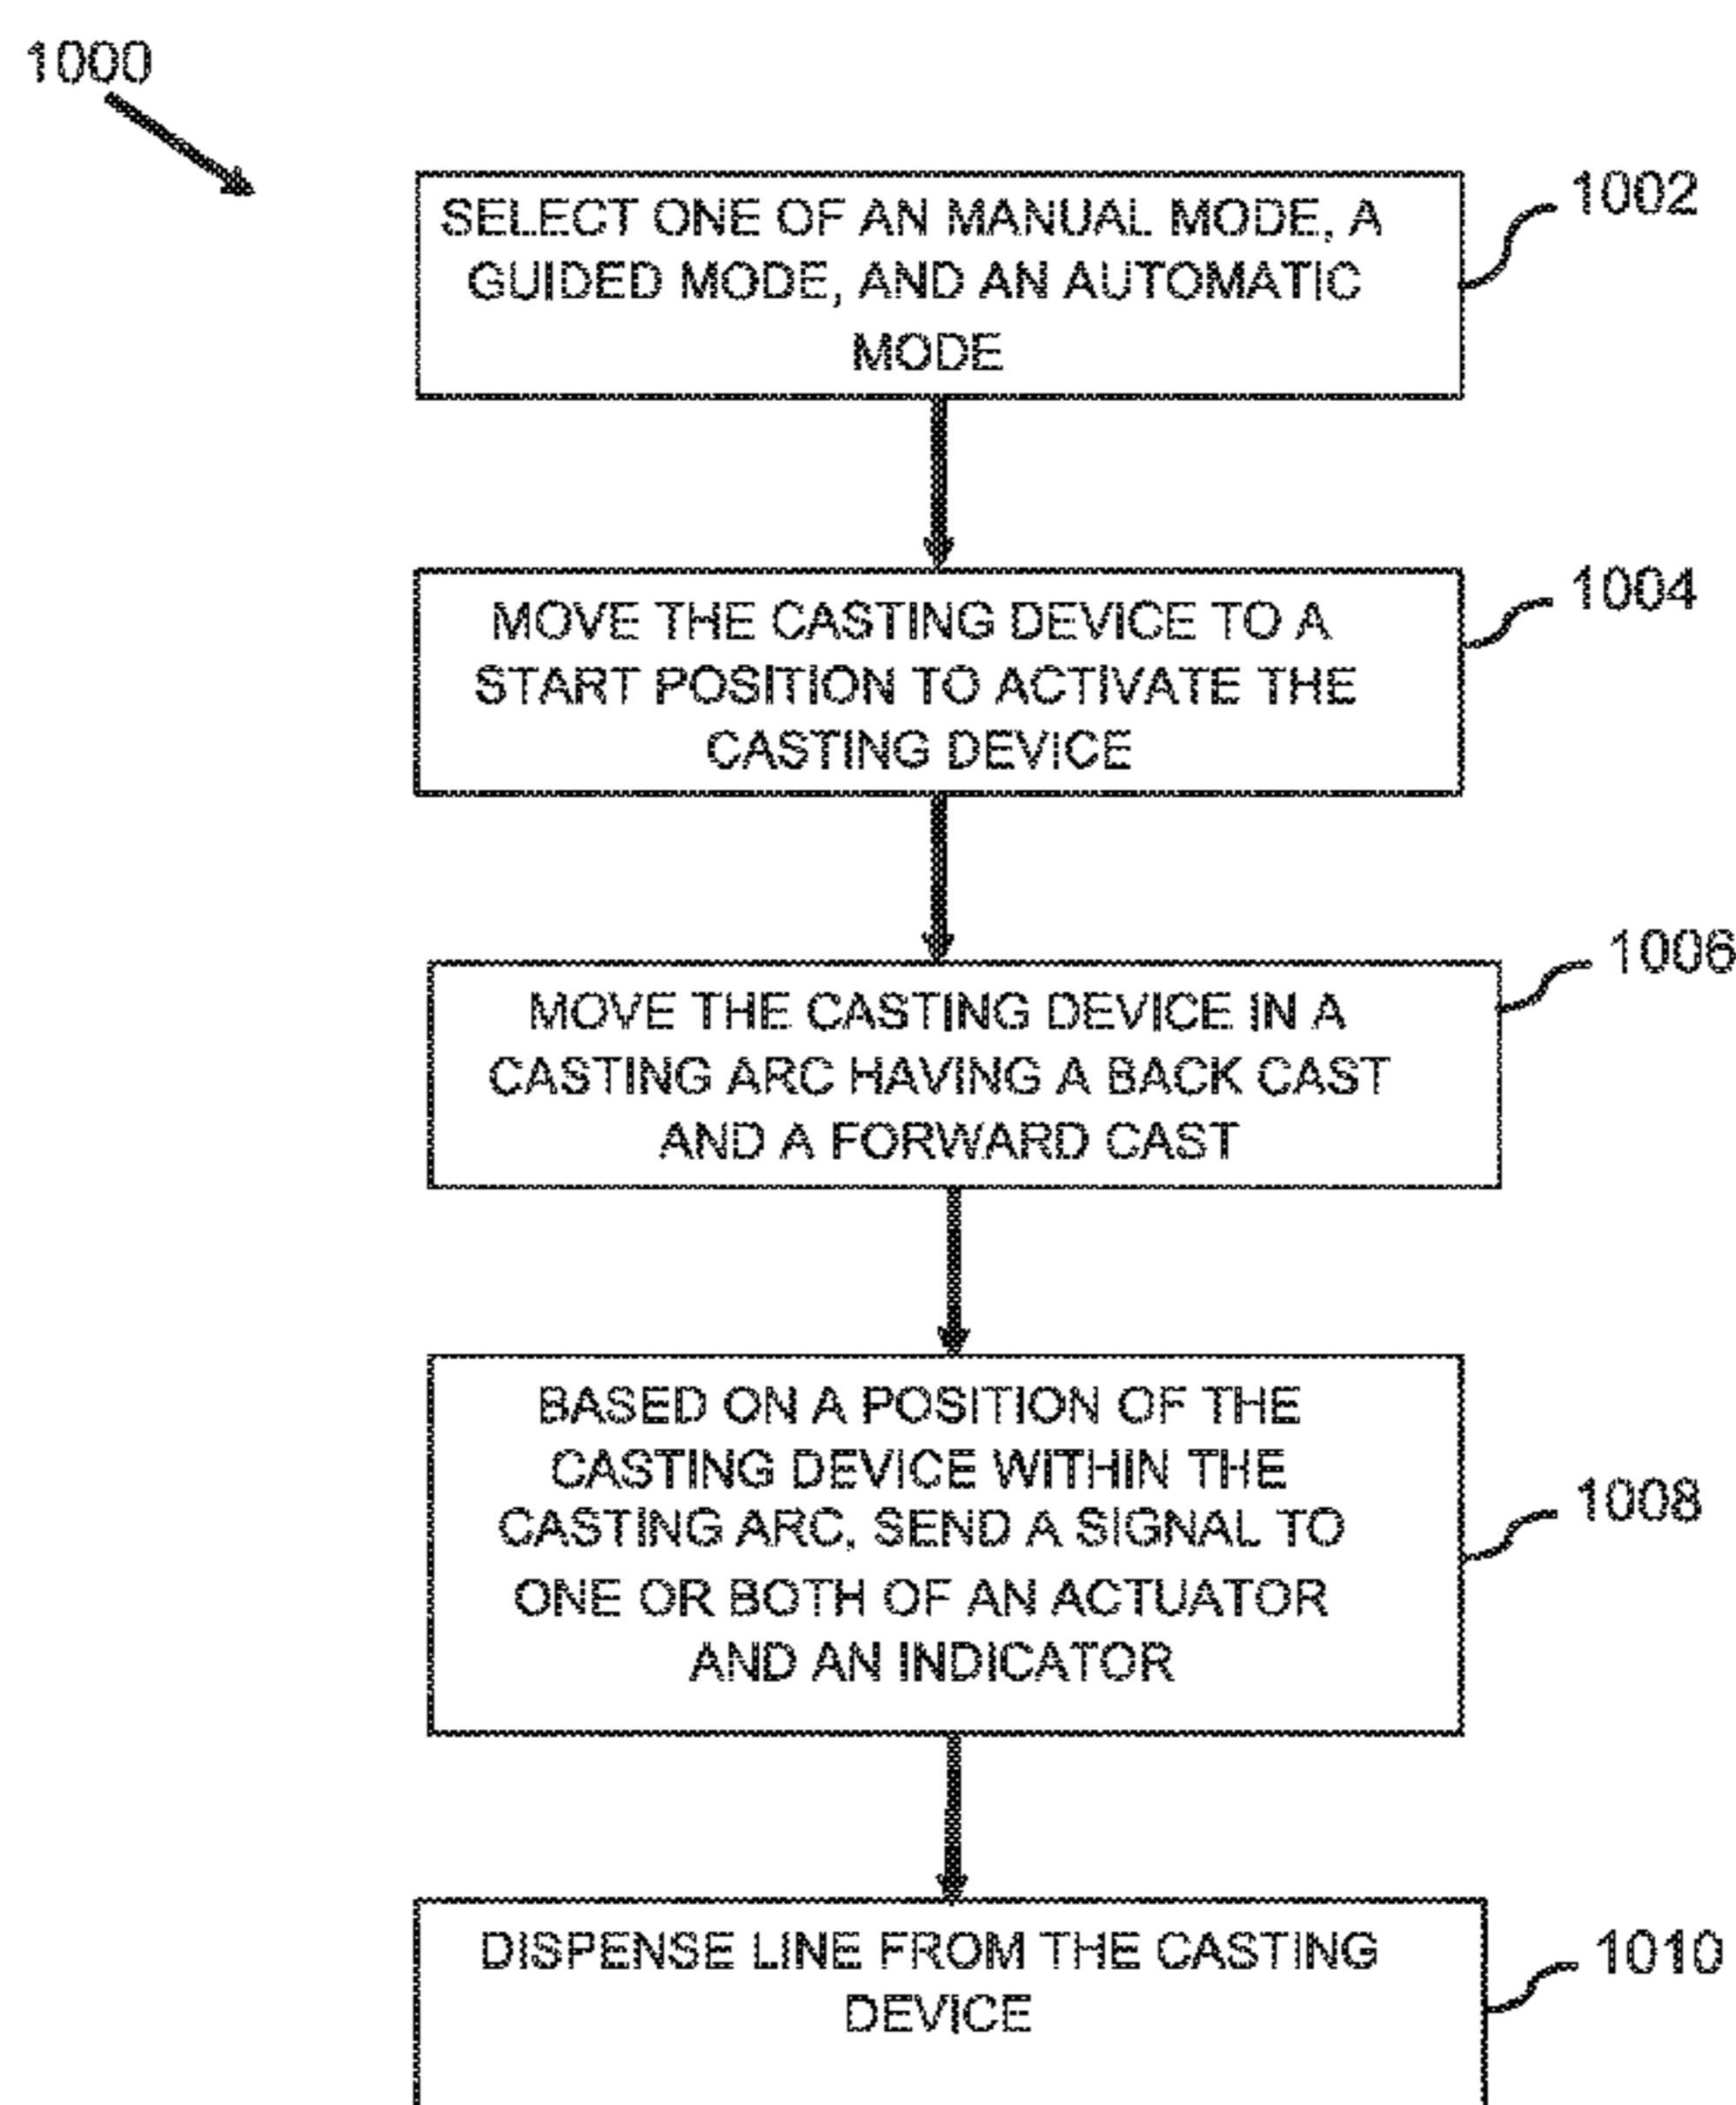 1000
SELECT ONE OF AN MANUAL MODE, A
GUIDED MODE, AND AN AUTOMATIC
MODE
1002
MOVE THE CASTING DEVICE TO A
START POSITION TO ACTIVATE THE
CASTING DEVICE
1004
MOVE THE CASTING DEVICE IN A
CASTING ARC HAVING A BACK CAST
AND A FORWARD CAST
1006
BASED ON A POSITION OF THE
CASTING DEVICE WITHIN THE
CASTING ARC, SEND A SIGNAL TO
ONE OR BOTH OF AN ACTUATOR
AND AN INDICATOR
1008
DISPENSE LINE FROM THE CASTING
DEVICE
1010